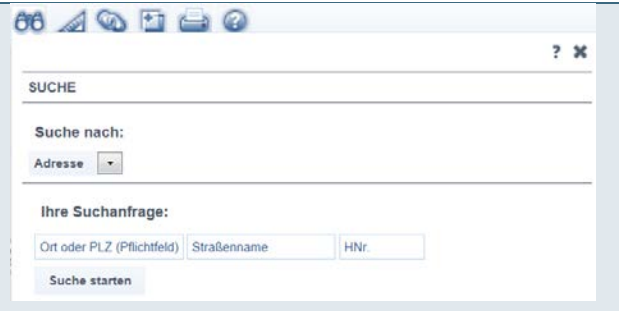 ?
SUCHE
Suche nach:
Adresse
Ihre Suchanfrage:
Ort oder PLZ (Pflichtfeld) Straßenname HNr.
Suche starten